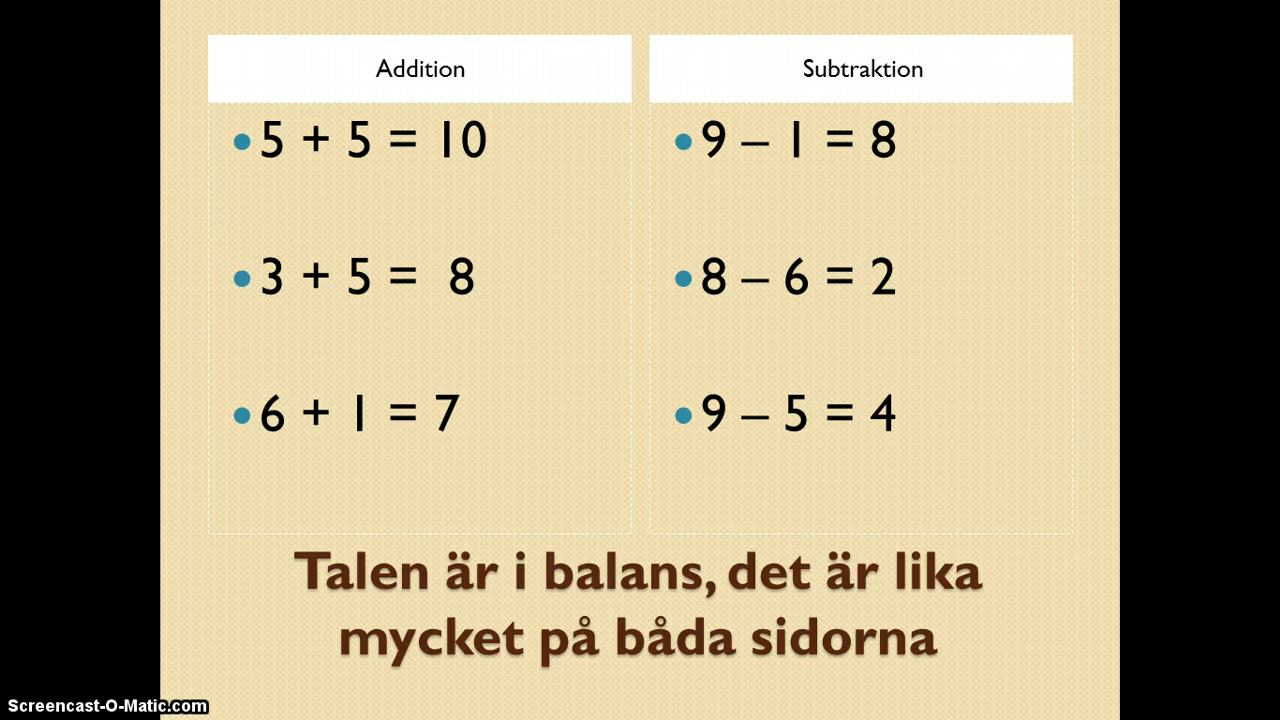 Addition
• 5 + 5 = 10
• 3 + 5 = 8
• 6 + 1 = 7
Subtraktion
• 9 – 1 = 8
• 8 – 6 = 2
• 9 – 5 = 4
Talen är i balans, det är lika
mycket på båda sidorna
Screencast-O-Matic.com